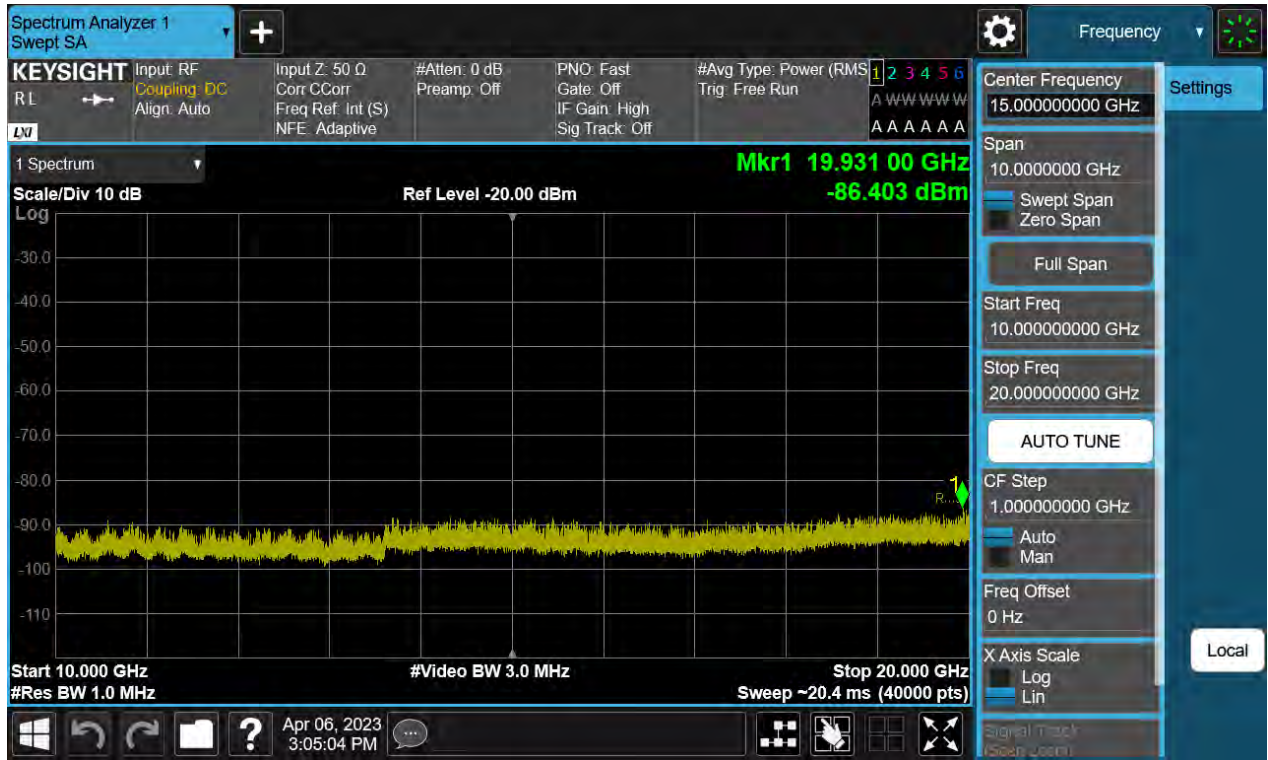 Spectrum Analyzer 1
Swept SA
Frequency
KEYSIGHT
RL
LXI
Input: RF
Coupling: DC
Align: Auto
Input Z: 50 Ω
Corr CCorr
Freq Ref: Int (S)
NFE: Adaptive
#Atten: 0 dB
Preamp: Off
PNO: Fast
Gate: Off
IF Gain: High
Sig Track: Off
#Avg Type: Power (RMS
Trig: Free Run
1 2 3 4 5 6
A W W W W W
A A A A A A
1 Spectrum
Mkr1 19.931 00 GHz
Scale/Div 10 dB
Ref Level -20.00 dBm
-86.403 dBm
Log
-30.0
-40.0
-50.0
-60.0
-70.0
-80.0
-90.0
-100
-110
1
R...
Start 10.000 GHz
#Video BW 3.0 MHz
Stop 20.000 GHz
#Res BW 1.0 MHz
Sweep ~20.4 ms (40000 pts)
?
Apr 06, 2023
3:05:04 PM
Center Frequency
15.000000000 GHz
Settings
Span
10.0000000 GHz
Swept Span
Zero Span
Full Span
Start Freq
10.000000000 GHz
Stop Freq
20.000000000 GHz
AUTO TUNE
CF Step
1.000000000 GHz
Auto
Man
Freq Offset
0 Hz
X Axis Scale
Log
Lin
Local
Signal Track
(Span Zoom)